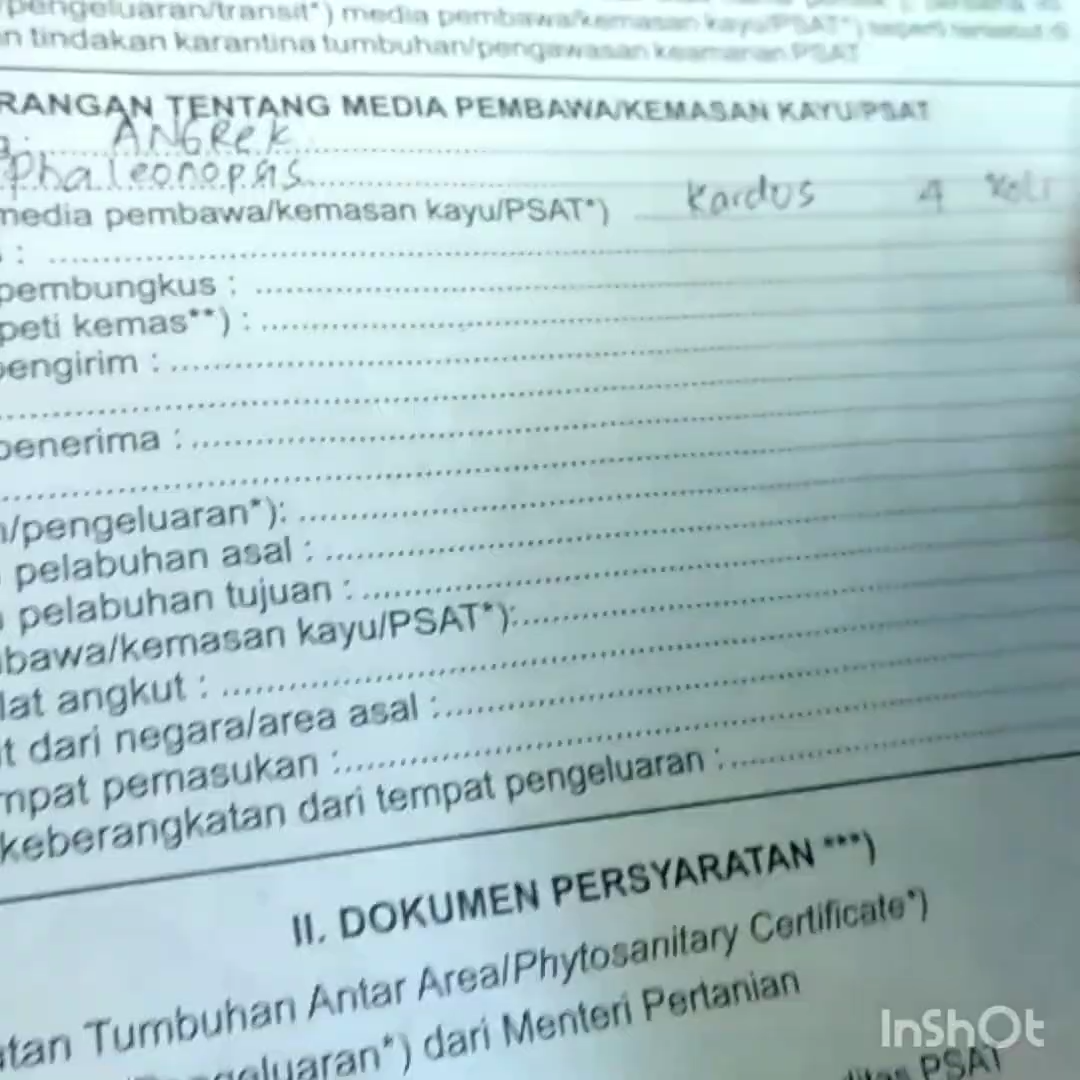 pengeluaran/transit*) media pembawa/kemasan kayu/PSAT*) seperti tersebut di
n tindakan karantina tumbuhan/pengawasan keamanan PSAT
RANGAN TENTANG MEDIA PEMBAWA/KEMASAN KAYU/PSAT
a: ANGREK
Phaleonopsis
media pembawa/kemasan kayu/PSAT*) Kardus 4 Koli
s :
pembungkus :
peti kemas**) :
pengirim :
penerima :
n/pengeluaran*):
pelabuhan asal :
n pelabuhan tujuan :
bawa/kemasan kayu/PSAT*):
lat angkut :
t dari negara/area asal :
mpat pemasukan :
keberangkatan dari tempat pengeluaran :
II. DOKUMEN PERSYARATAN ***)
tan Tumbuhan Antar Area/Phytosanitary Certificate*)
ngeluaran*) dari Menteri Pertanian
PSAT
InShOt